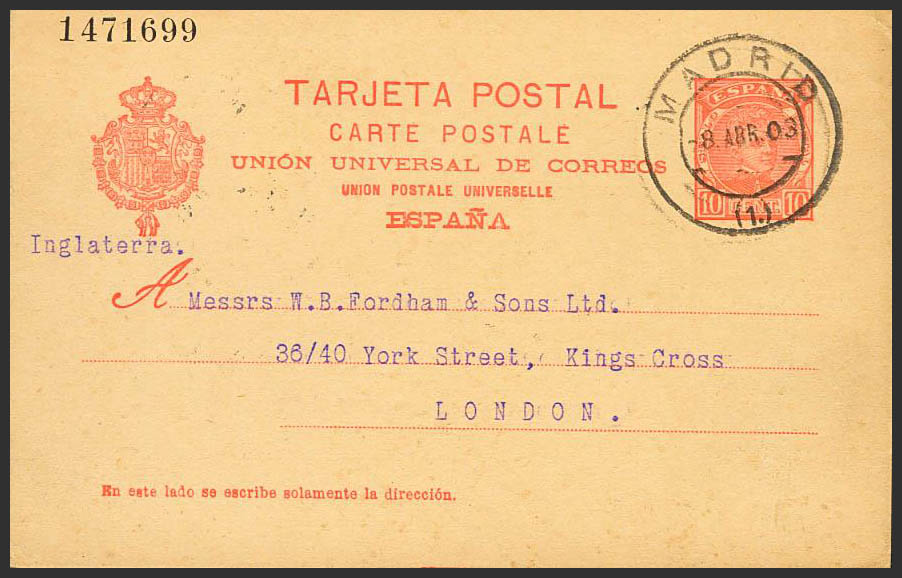 1471699
TARJETA POSTAL
CARTE POSTALE
UNIÓN UNIVERSAL DE CORREOS
UNION POSTALE UNIVERSELLE
ESPAÑA
MADRID
-8. ABR. 03
(1.)
ESPAÑA
10 10
Inglaterra.
A Messrs W.B.Fordham & Sons Ltd.
36/40 York Street, Kings Cross
LONDON.
En este lado se escribe solamente la dirección.